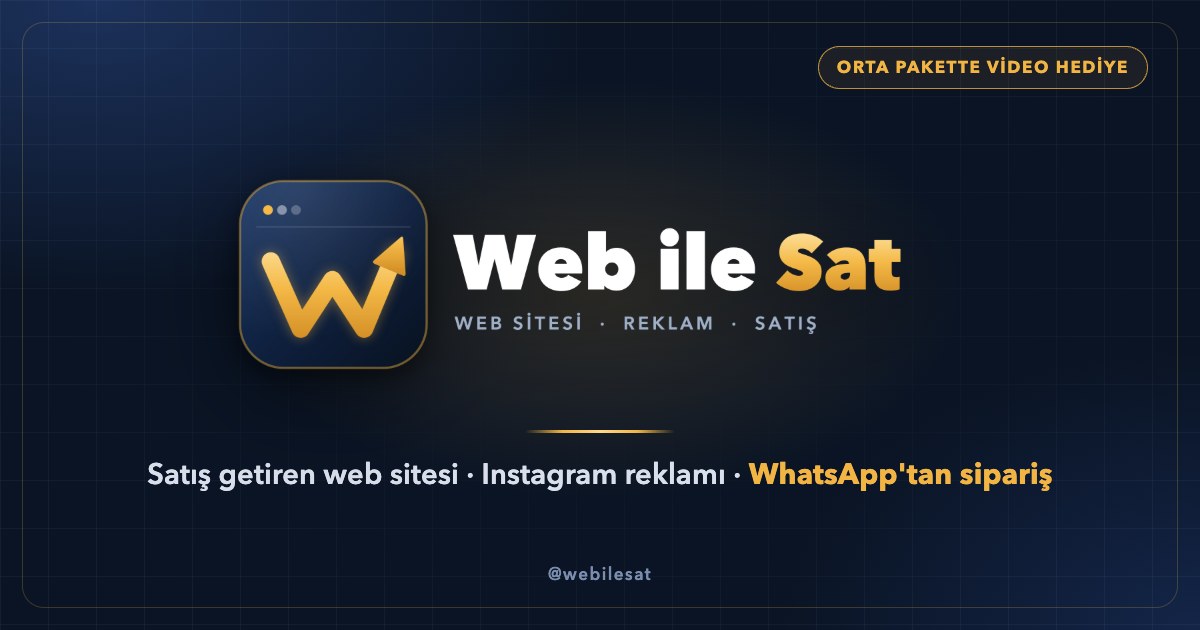 ORTA PAKETTE VİDEO HEDİYE
Web ile Sat
WEB SİTESİ · REKLAM · SATIŞ
Satış getiren web sitesi · Instagram reklamı · WhatsApp'tan sipariş
@webilesat